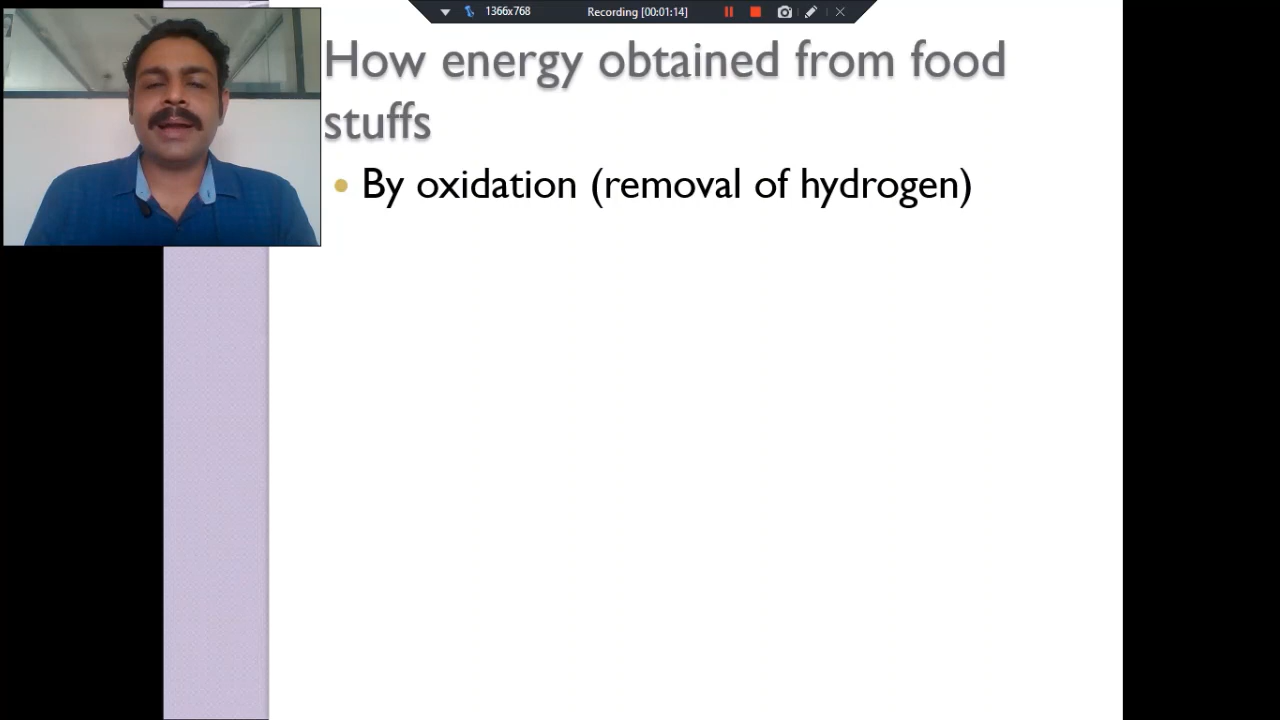 1366x768 Recording [00:01:14]
How energy obtained from food
stuffs
• By oxidation (removal of hydrogen)